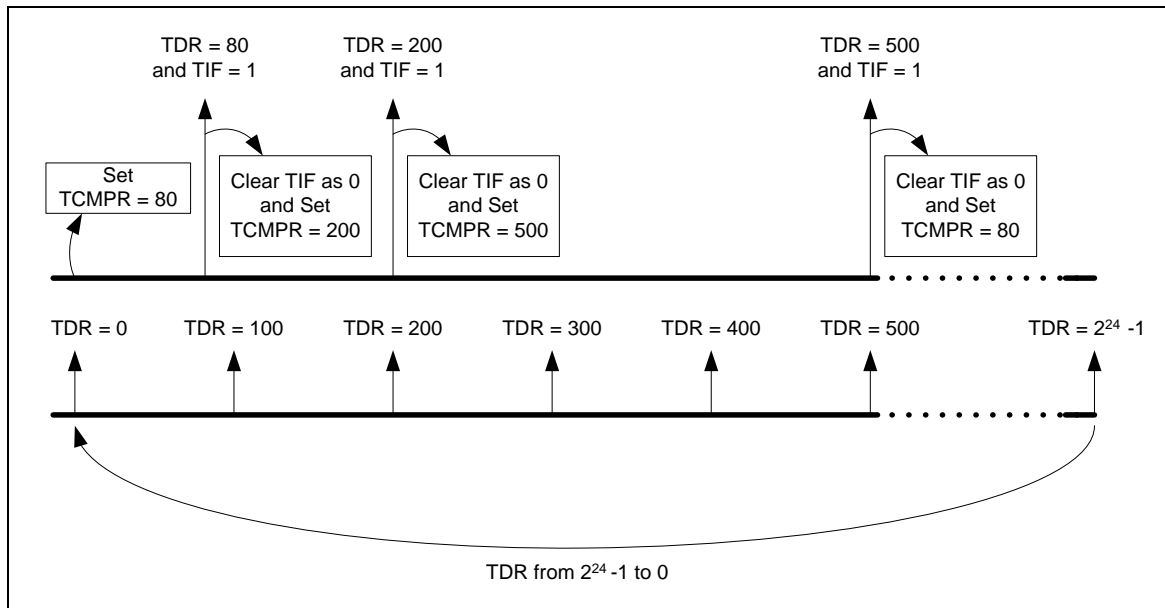 TDR = 80
and TIF = 1
TDR = 200
and TIF = 1
TDR = 500
and TIF = 1
Set
TCMPR = 80
Clear TIF as 0
and Set
TCMPR = 200
Clear TIF as 0
and Set
TCMPR = 500
Clear TIF as 0
and Set
TCMPR = 80
TDR = 0
TDR = 100
TDR = 200
TDR = 300
TDR = 400
TDR = 500
TDR = 2²⁴ -1
TDR from 2²⁴ -1 to 0